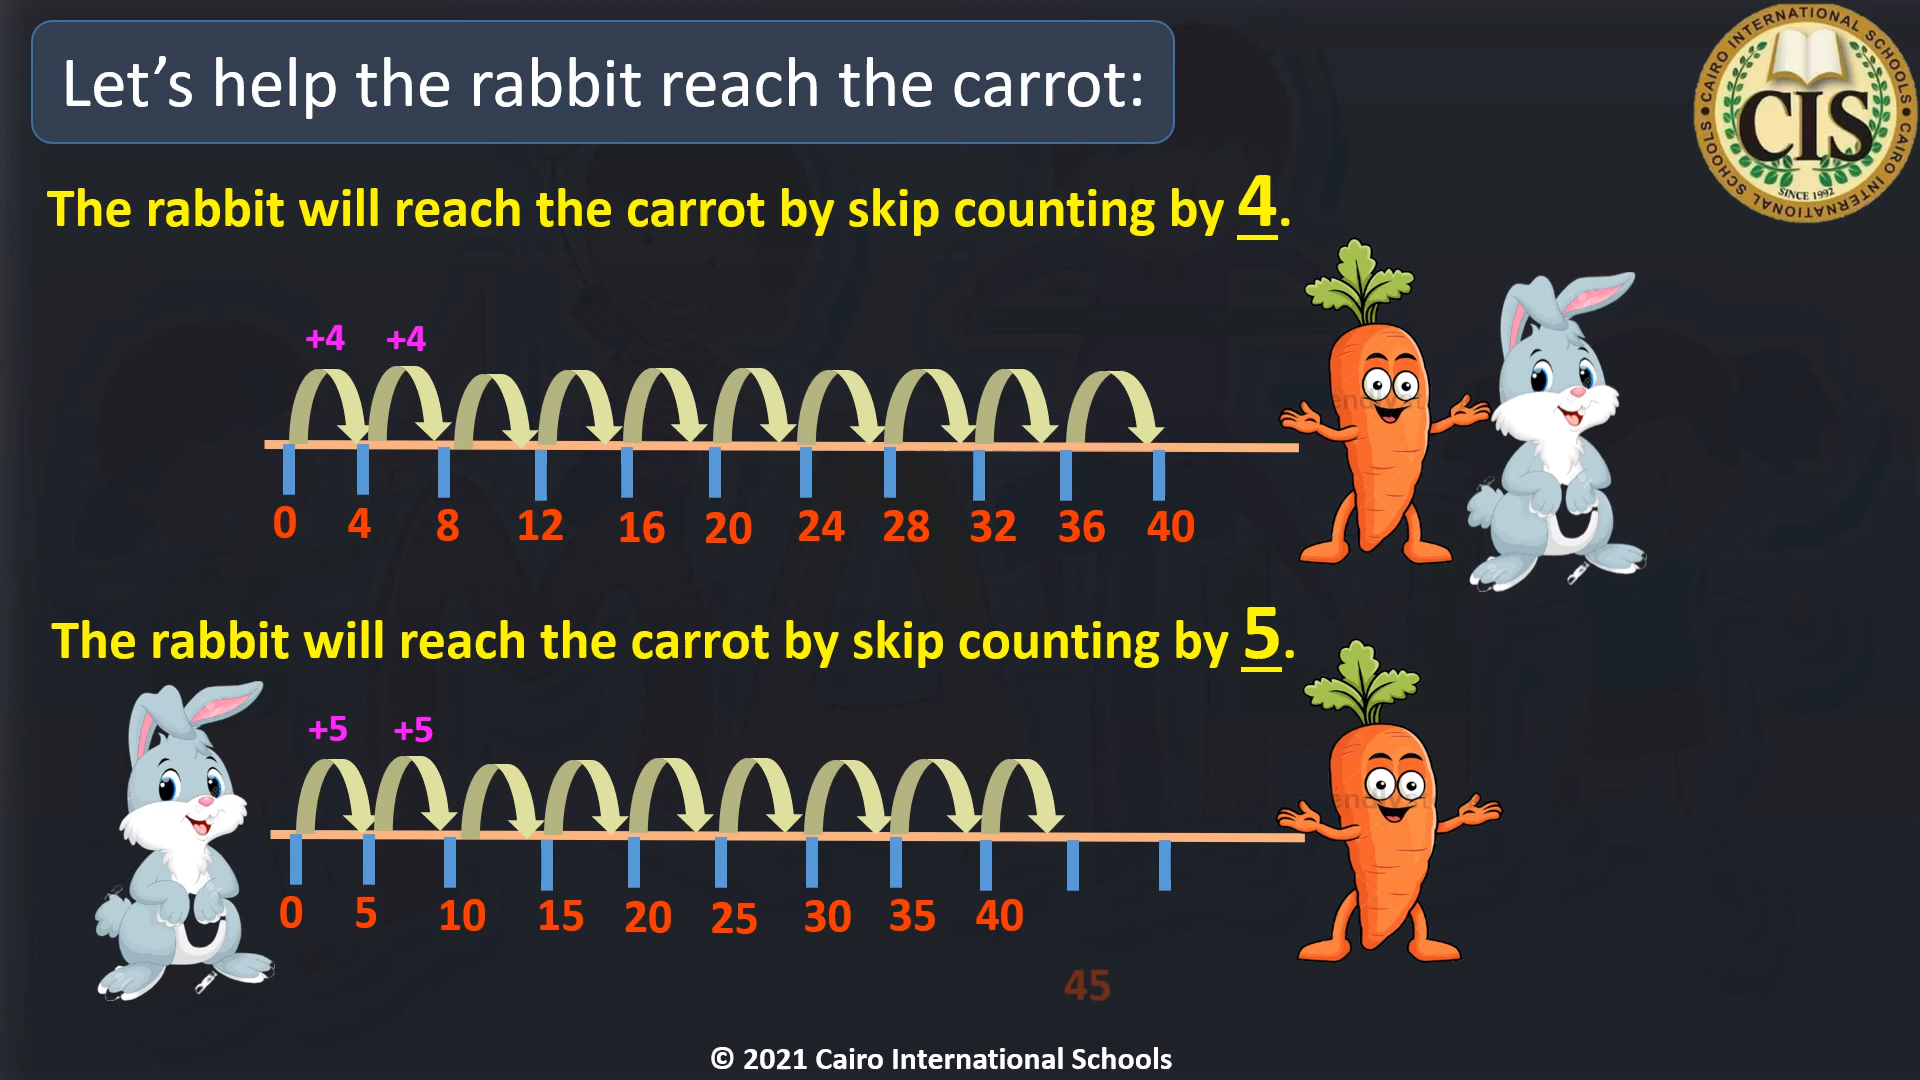 Let’s help the rabbit reach the carrot:
CAIRO INTERNATIONAL SCHOOLS • CAIRO INTERNATIONAL SCHOOLS •
CIS
SINCE 1992
The rabbit will reach the carrot by skip counting by 4.
+4 +4
0 4 8 12 16 20 24 28 32 36 40
The rabbit will reach the carrot by skip counting by 5.
+5 +5
0 5 10 15 20 25 30 35 40
45
© 2021 Cairo International Schools